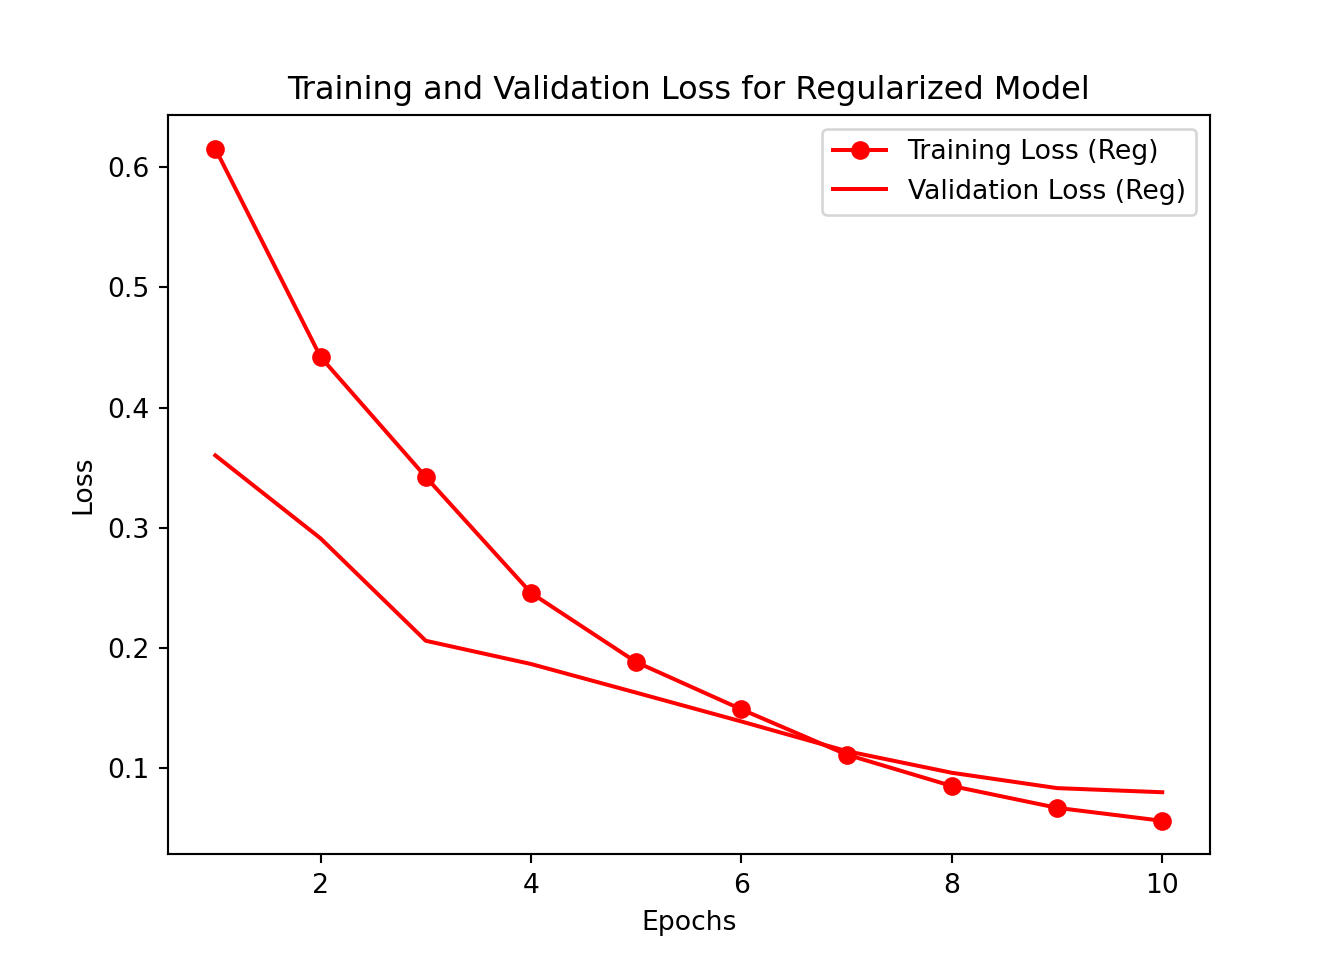 Training and Validation Loss for Regularized Model
Training Loss (Reg)
Validation Loss (Reg)
Loss
0.6
0.5
0.4
0.3
0.2
0.1
2 4 6 8 10
Epochs